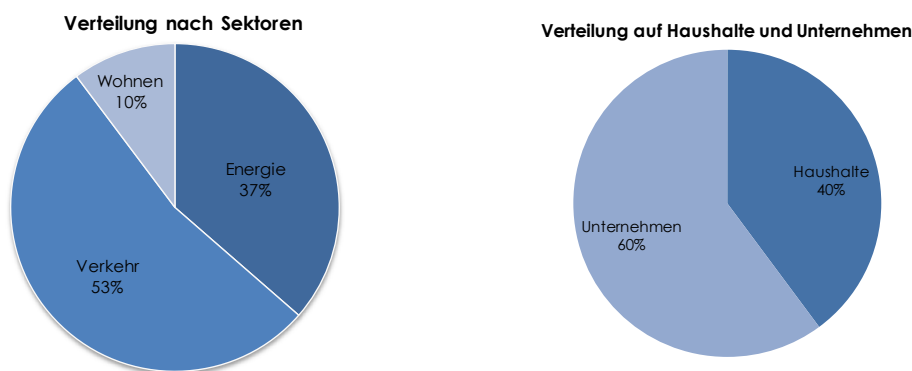 Verteilung nach Sektoren
Wohnen
10%
Energie
37%
Verkehr
53%
Verteilung auf Haushalte und Unternehmen
Haushalte
40%
Unternehmen
60%